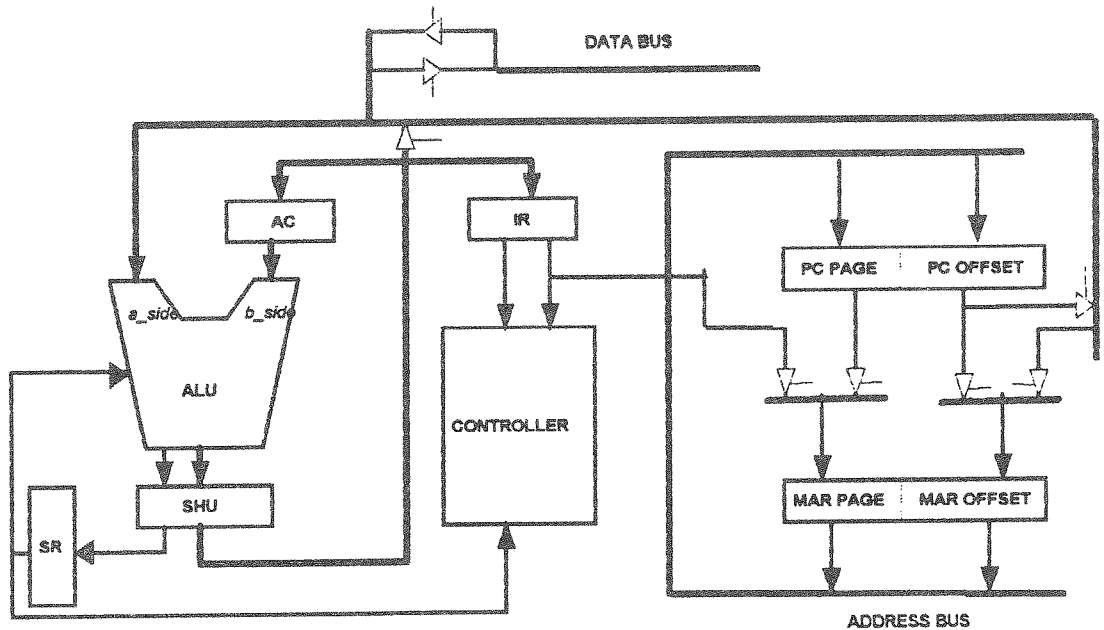 DATA BUS
AC
IR
PC PAGE
PC OFFSET
a_side
b_side
ALU
CONTROLLER
SHU
MAR PAGE
MAR OFFSET
SR
ADDRESS BUS